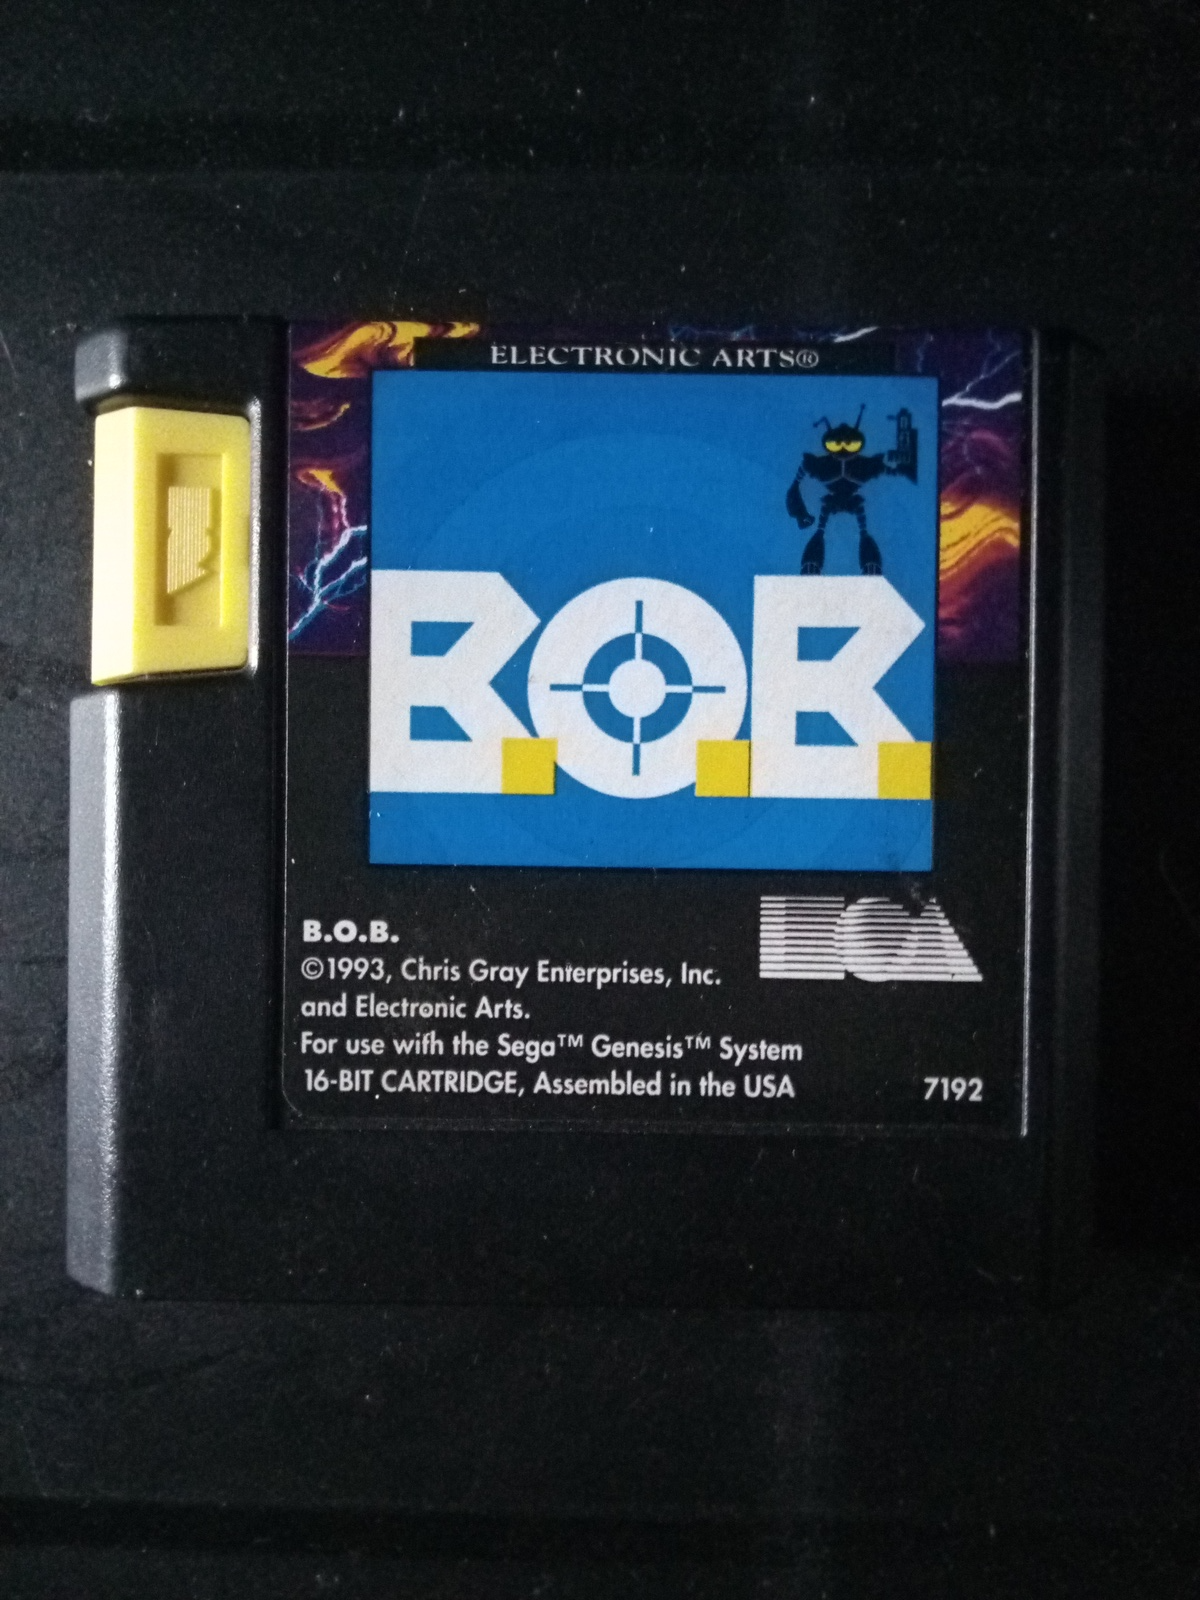 ELECTRONIC ARTS®
B.O.B.
B.O.B.
EOA
©1993, Chris Gray Enterprises, Inc.
and Electronic Arts.
For use with the Sega™ Genesis™ System
16-BIT CARTRIDGE, Assembled in the USA
7192